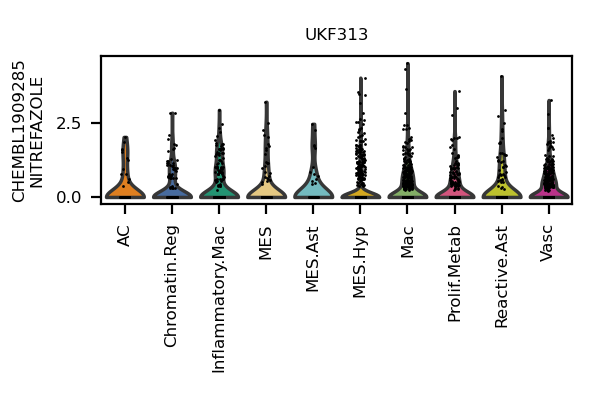 UKF313
CHEMBL1909285
NITREFAZOLE
2.5
0.0
AC
Chromatin.Reg
Inflammatory.Mac
MES
MES.Ast
MES.Hyp
Mac
Prolif.Metab
Reactive.Ast
Vasc